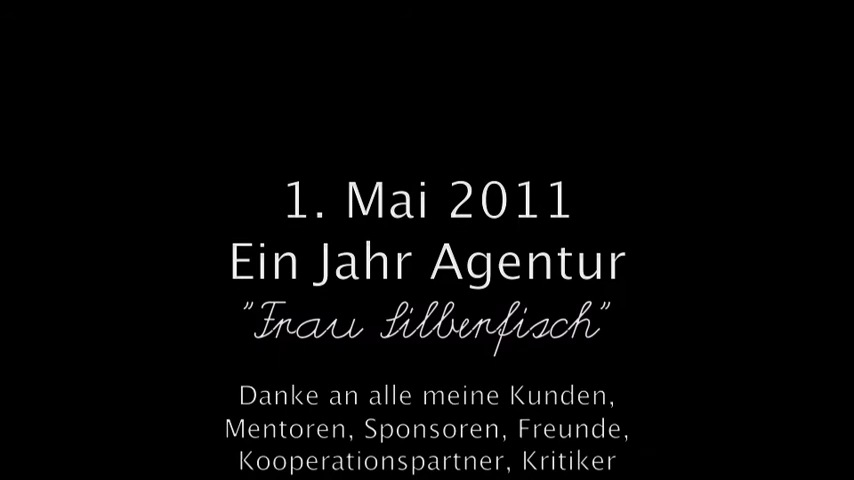 1. Mai 2011
Ein Jahr Agentur
"Frau Silberfisch"
Danke an alle meine Kunden,
Mentoren, Sponsoren, Freunde,
Kooperationspartner, Kritiker